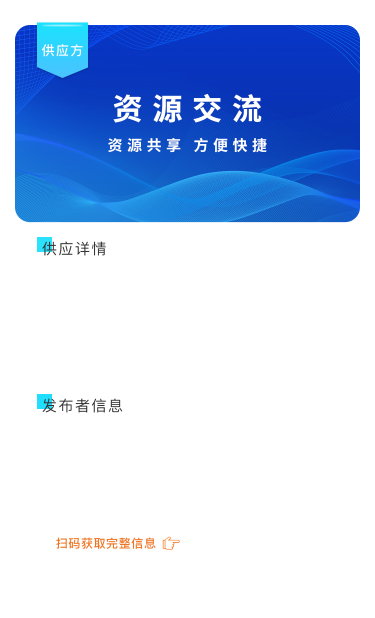 供应方
资源交流
资源共享 方便快捷
供应详情
发布者信息
扫码获取完整信息